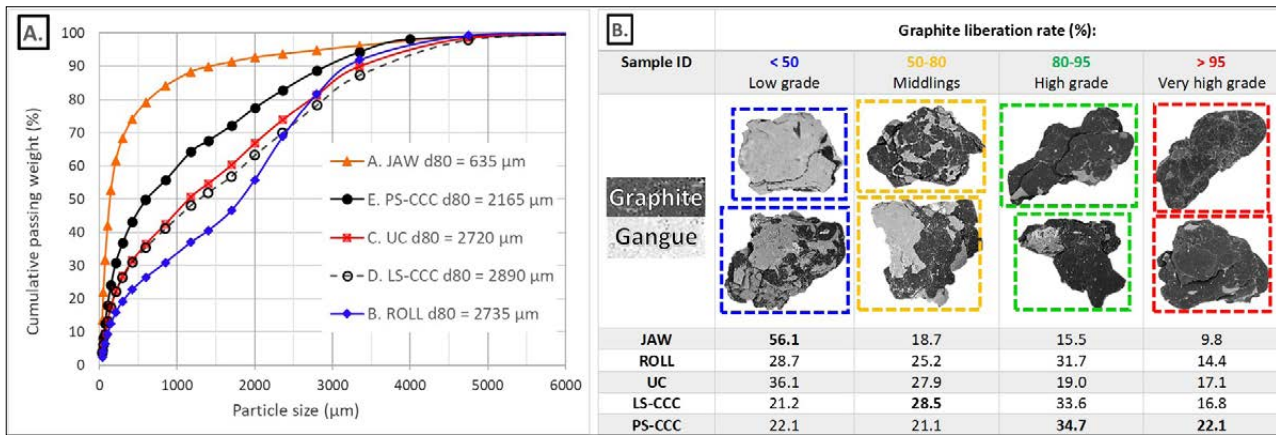 A.
Cumulative passing weight (%)
100
90
80
70
60
50
40
30
20
10
0
A. JAW d80 = 635 µm
E. PS-CCC d80 = 2165 µm
C. UC d80 = 2720 µm
D. LS-CCC d80 = 2890 µm
B. ROLL d80 = 2735 µm
0 1000 2000 3000 4000 5000 6000
Particle size (µm)
B.
Graphite liberation rate (%):
Sample ID < 50 50-80 80-95 > 95
Low grade Middlings High grade Very high grade
Graphite
Gangue
JAW 56.1 18.7 15.5 9.8
ROLL 28.7 25.2 31.7 14.4
UC 36.1 27.9 19.0 17.1
LS-CCC 21.2 28.5 33.6 16.8
PS-CCC 22.1 21.1 34.7 22.1